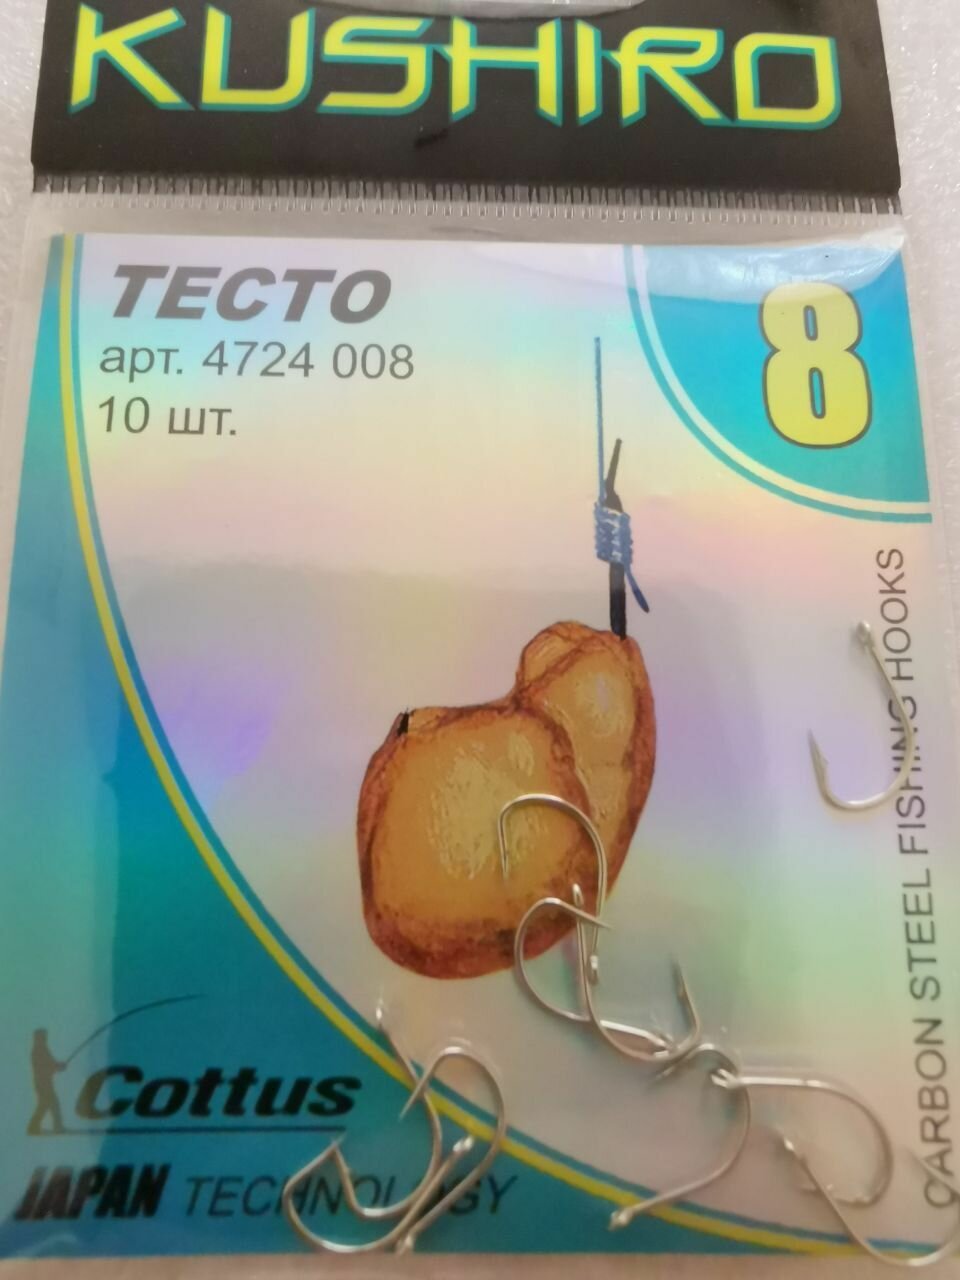 KUSHIRO
ТЕСТО
арт. 4724 008
10 шт.
8
CARBON STEEL FISHING HOOKS
Cottus
JAPAN TECHNOLOGY